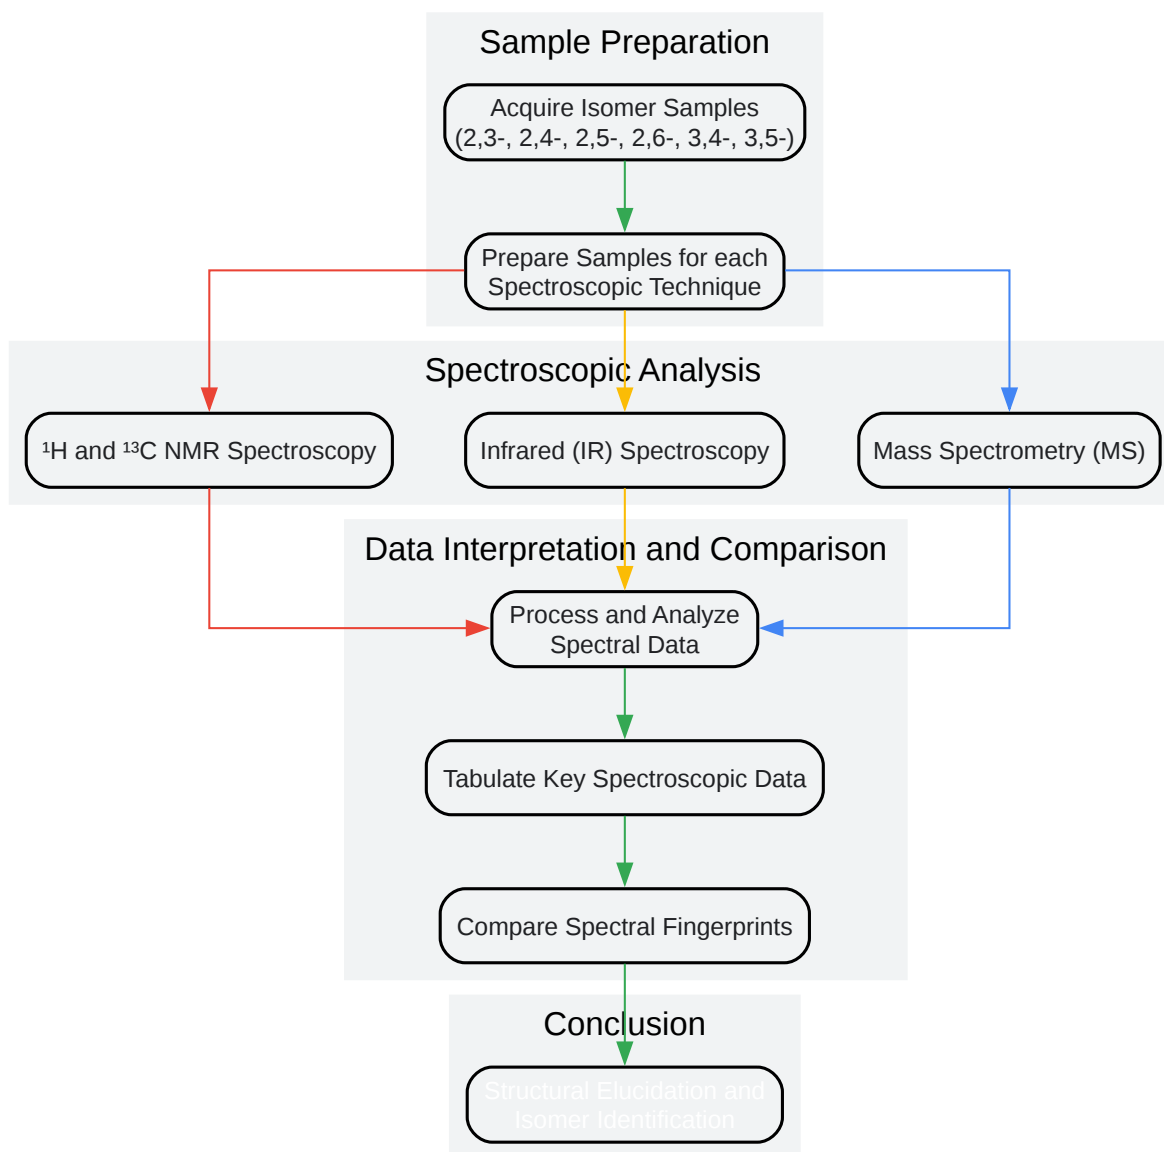 Sample Preparation
Acquire Isomer Samples
(2,3-, 2,4-, 2,5-, 2,6-, 3,4-, 3,5-)
Prepare Samples for each
Spectroscopic Technique
Spectroscopic Analysis
¹H and ¹³C NMR Spectroscopy
Infrared (IR) Spectroscopy
Mass Spectrometry (MS)
Data Interpretation and Comparison
Process and Analyze
Spectral Data
Tabulate Key Spectroscopic Data
Compare Spectral Fingerprints
Conclusion
Structural Elucidation and
Isomer Identification